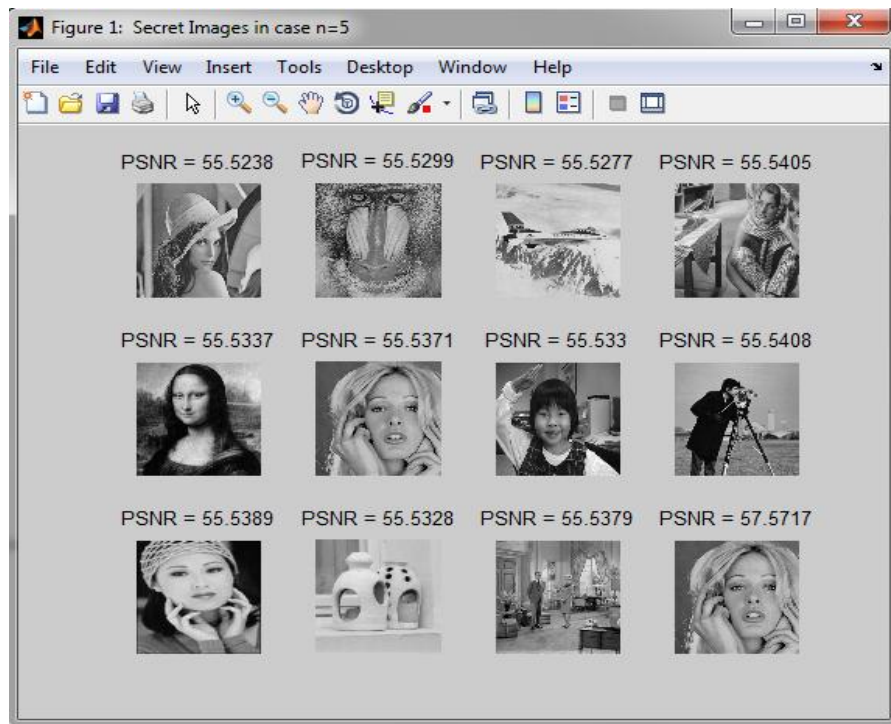 Figure 1: Secret Images in case n=5
File Edit View Insert Tools Desktop Window Help
PSNR = 55.5238 PSNR = 55.5299 PSNR = 55.5277 PSNR = 55.5405
PSNR = 55.5337 PSNR = 55.5371 PSNR = 55.533 PSNR = 55.5408
PSNR = 55.5389 PSNR = 55.5328 PSNR = 55.5379 PSNR = 57.5717